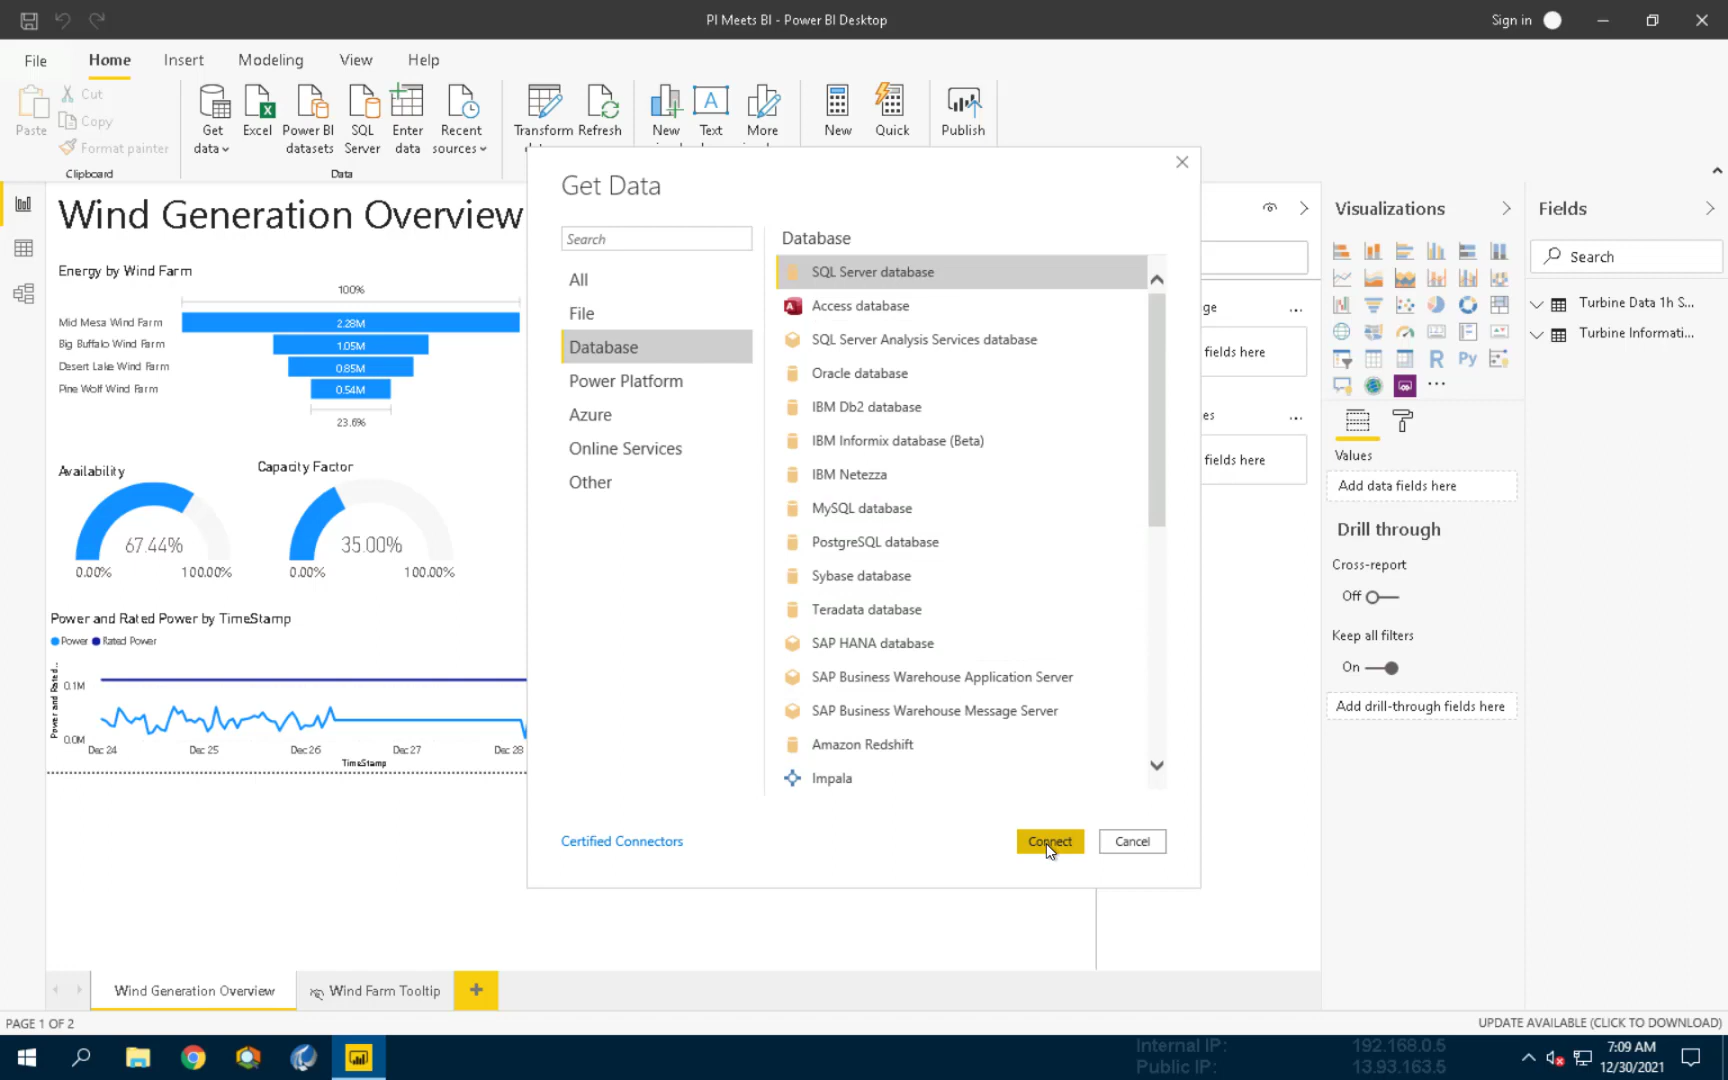 PI Meets BI - Power BI Desktop
Sign in
File
Home
Insert
Modeling
View
Help
Paste
Cut
Copy
Format painter
Clipboard
Get
data
Excel
Power BI
datasets
SQL
Server
Enter
data
Recent
sources
Data
Transform
Refresh
New
Text
More
New
Quick
Publish
Wind Generation Overview
Energy by Wind Farm
100%
Mid Mesa Wind Farm
2.28M
Big Buffalo Wind Farm
1.05M
Desert Lake Wind Farm
0.85M
Pine Wolf Wind Farm
0.54M
23.6%
Availability
67.44%
0.00%
100.00%
Capacity Factor
35.00%
0.00%
100.00%
Power and Rated Power by TimeStamp
Power
Rated Power
Power and Rated...
0.1M
0.0M
Dec 24
Dec 25
Dec 26
Dec 27
Dec 28
TimeStamp
Get Data
Search
All
File
Database
Power Platform
Azure
Online Services
Other
Database
SQL Server database
Access database
SQL Server Analysis Services database
Oracle database
IBM Db2 database
IBM Informix database (Beta)
IBM Netezza
MySQL database
PostgreSQL database
Sybase database
Teradata database
SAP HANA database
SAP Business Warehouse Application Server
SAP Business Warehouse Message Server
Amazon Redshift
Impala
Certified Connectors
Connect
Cancel
ge
...
fields here
es
...
fields here
Visualizations
R
Py
...
Values
Add data fields here
Drill through
Cross-report
Off
Keep all filters
On
Add drill-through fields here
Fields
Search
Turbine Data 1h S...
Turbine Informati...
Wind Generation Overview
Wind Farm Tooltip
+
PAGE 1 OF 2
UPDATE AVAILABLE (CLICK TO DOWNLOAD)
Internal IP:
192.168.0.5
Public IP:
13.93.163.5
7:09 AM
12/30/2021